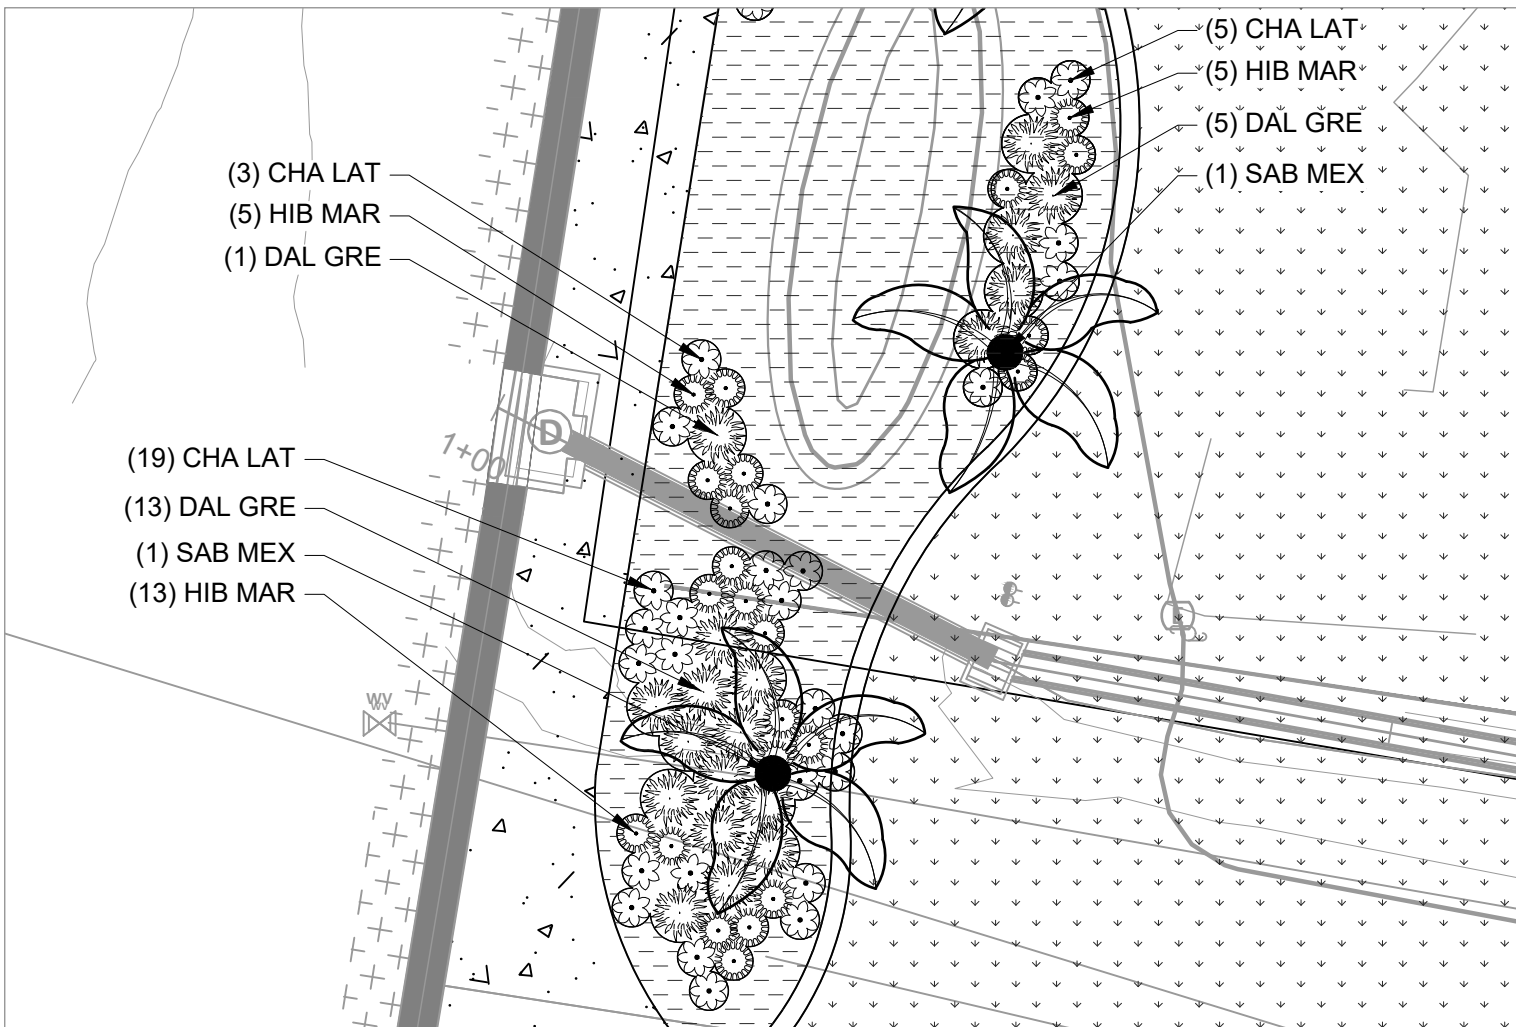 (5) CHA LAT
(5) HIB MAR
(5) DAL GRE
(1) SAB MEX
(3) CHA LAT
(5) HIB MAR
(1) DAL GRE
D
1+00
(19) CHA LAT
(13) DAL GRE
(1) SAB MEX
(13) HIB MAR
WV